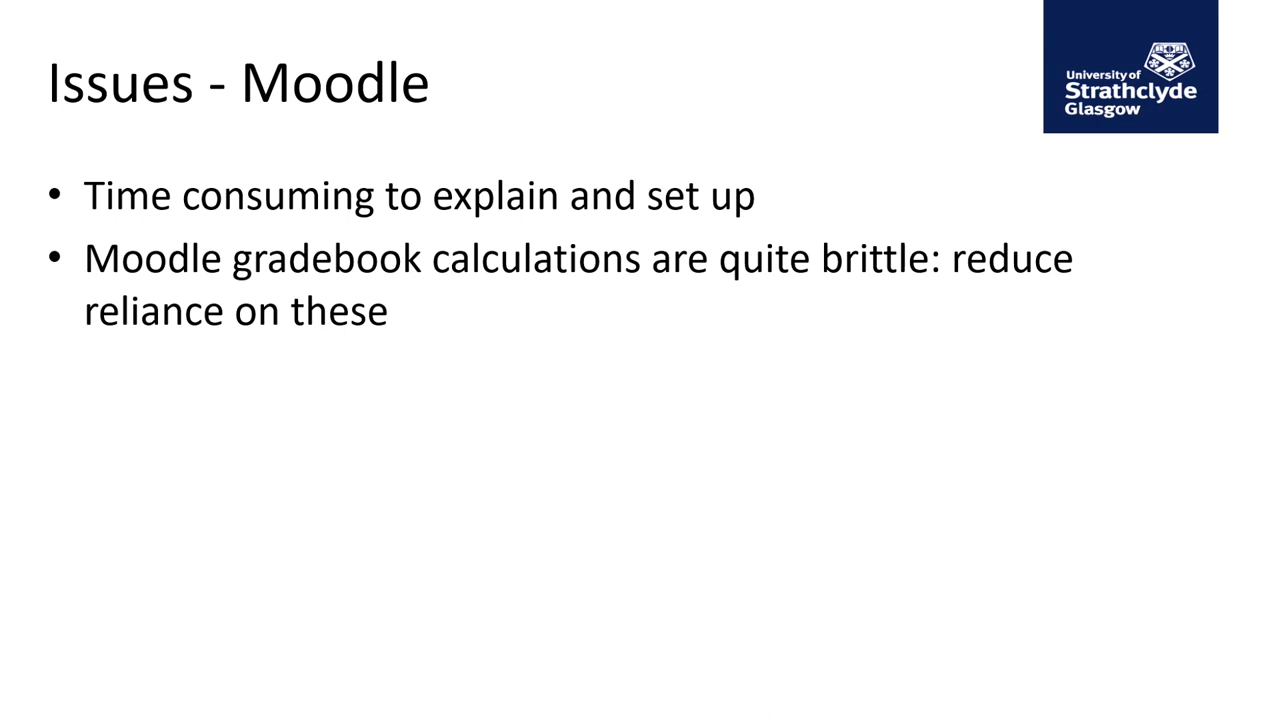 Issues - Moodle
University of
Strathclyde
Glasgow
• Time consuming to explain and set up
• Moodle gradebook calculations are quite brittle: reduce
reliance on these